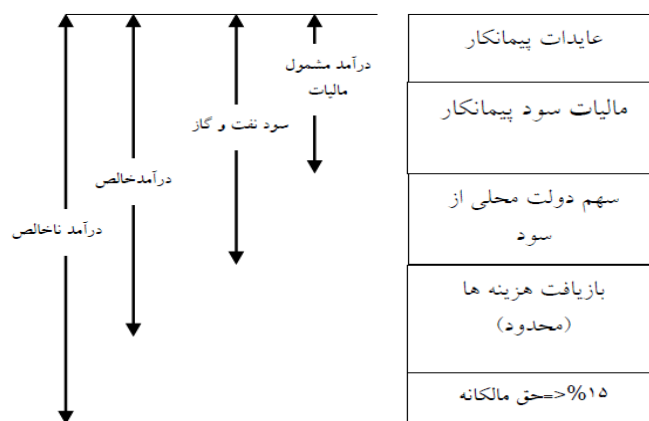 عایدات پیمانکار
مالیات سود پیمانکار
سهم دولت محلی از
سود
بازیافت هزینه ها
(محدود)
۱۵%<=حق مالکانه
درآمد مشمول
مالیات
سود نفت و گاز
درآمدخالص
درآمد ناخالص